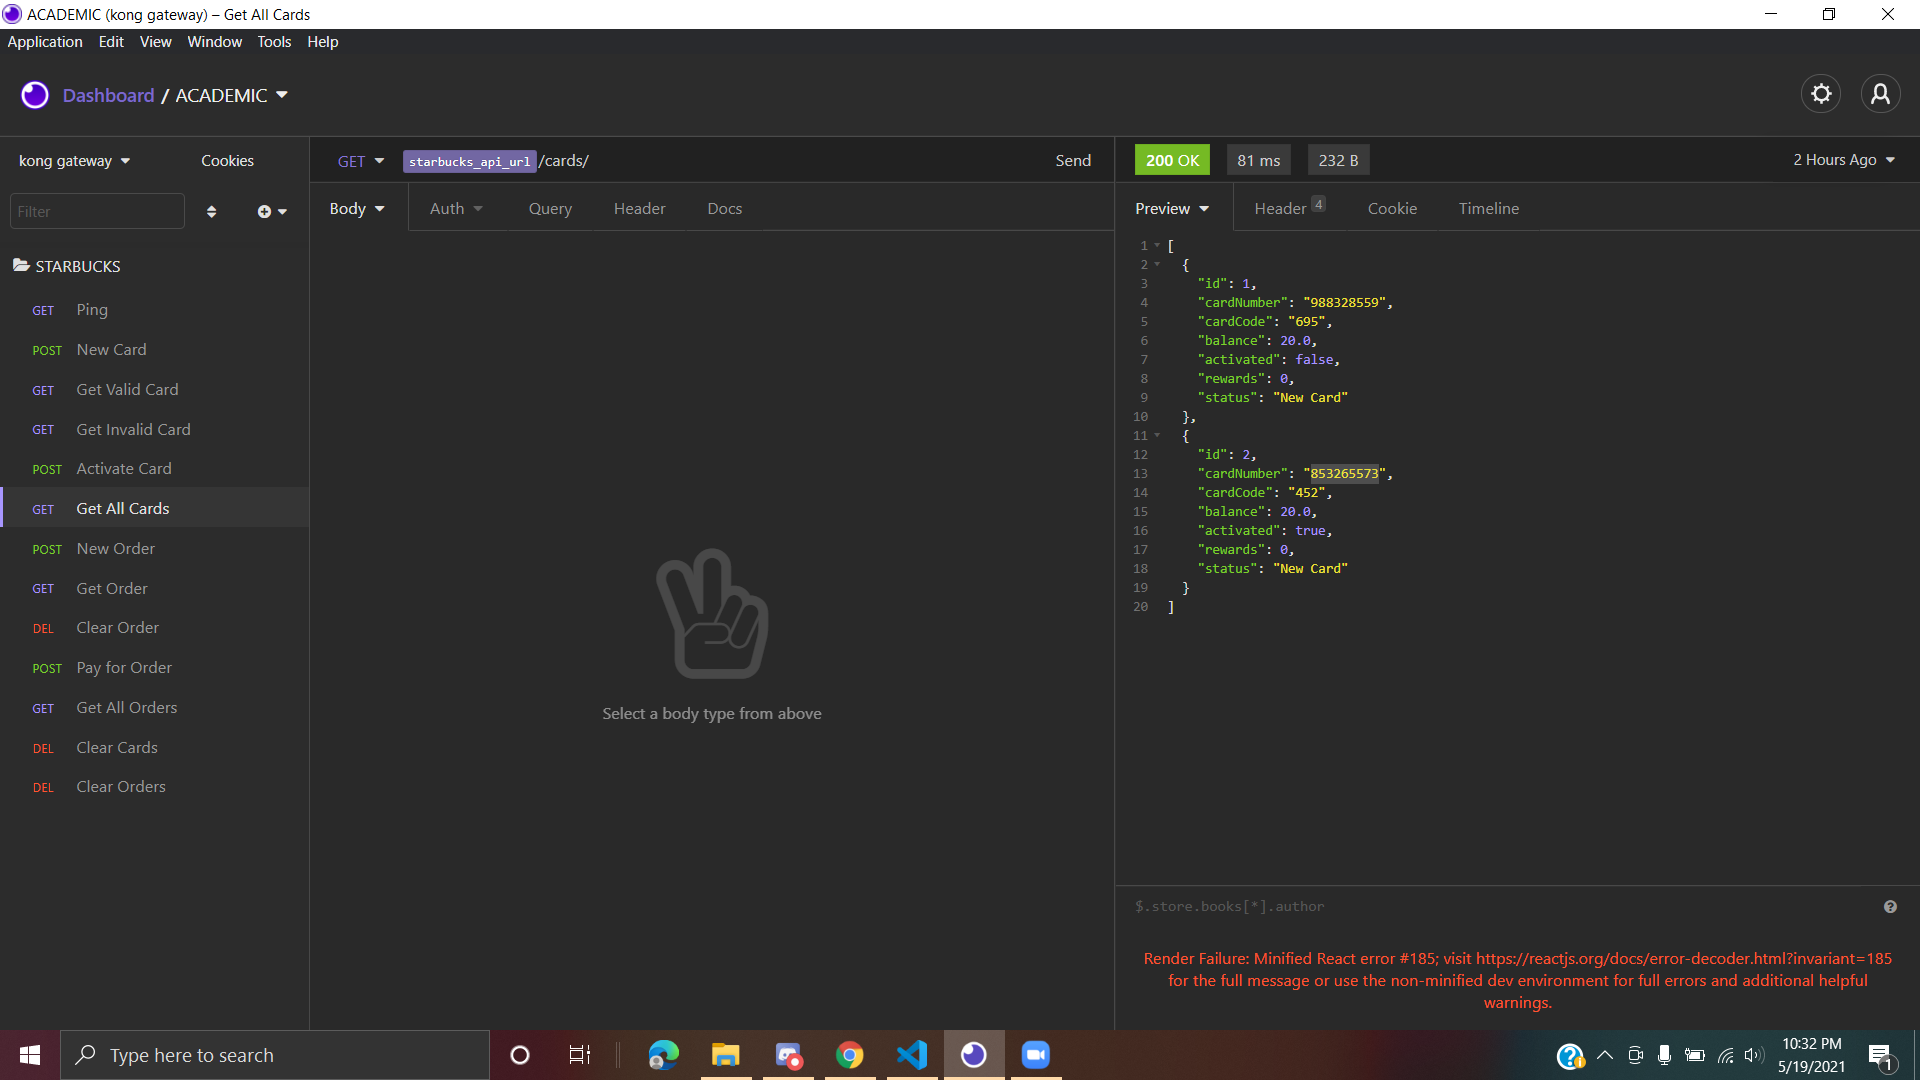 ACADEMIC (kong gateway) – Get All Cards
Application Edit View Window Tools Help
Dashboard / ACADEMIC
kong gateway Cookies
Filter
STARBUCKS
GET Ping
POST New Card
GET Get Valid Card
GET Get Invalid Card
POST Activate Card
GET Get All Cards
POST New Order
GET Get Order
DEL Clear Order
POST Pay for Order
GET Get All Orders
DEL Clear Cards
DEL Clear Orders
GET starbucks_api_url /cards/ Send
Body Auth Query Header Docs
Select a body type from above
200 OK 81 ms 232 B 2 Hours Ago
Preview Header 4 Cookie Timeline
1 [
2 {
3 "id": 1,
4 "cardNumber": "988328559",
5 "cardCode": "695",
6 "balance": 20.0,
7 "activated": false,
8 "rewards": 0,
9 "status": "New Card"
10 },
11 {
12 "id": 2,
13 "cardNumber": "853265573",
14 "cardCode": "452",
15 "balance": 20.0,
16 "activated": true,
17 "rewards": 0,
18 "status": "New Card"
19 }
20 ]
$.store.books[*].author
Render Failure: Minified React error #185; visit https://reactjs.org/docs/error-decoder.html?invariant=185
for the full message or use the non-minified dev environment for full errors and additional helpful
warnings.
Type here to search
10:32 PM
5/19/2021
1